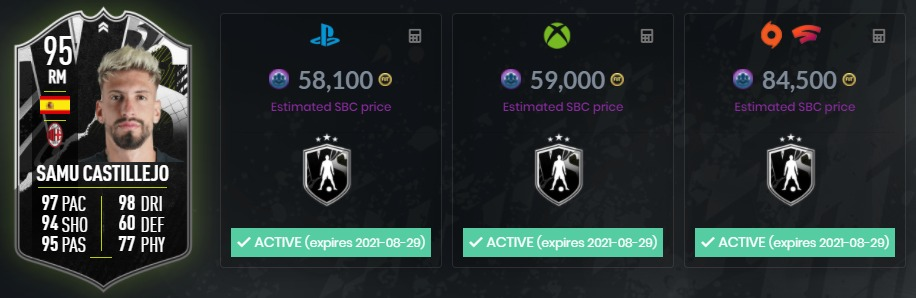 95
RM
SAMU CASTILLEJO
97 PAC 98 DRI
94 SHO 60 DEF
95 PAS 77 PHY
58,100
Estimated SBC price
ACTIVE (expires 2021-08-29)
59,000
Estimated SBC price
ACTIVE (expires 2021-08-29)
84,500
Estimated SBC price
ACTIVE (expires 2021-08-29)